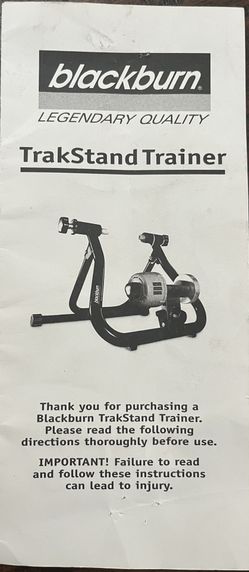 blackburn®
LEGENDARY QUALITY
TrakStand Trainer
blackburn
Thank you for purchasing a
Blackburn TrakStand Trainer.
Please read the following
directions thoroughly before use.
IMPORTANT! Failure to read
and follow these instructions
can lead to injury.